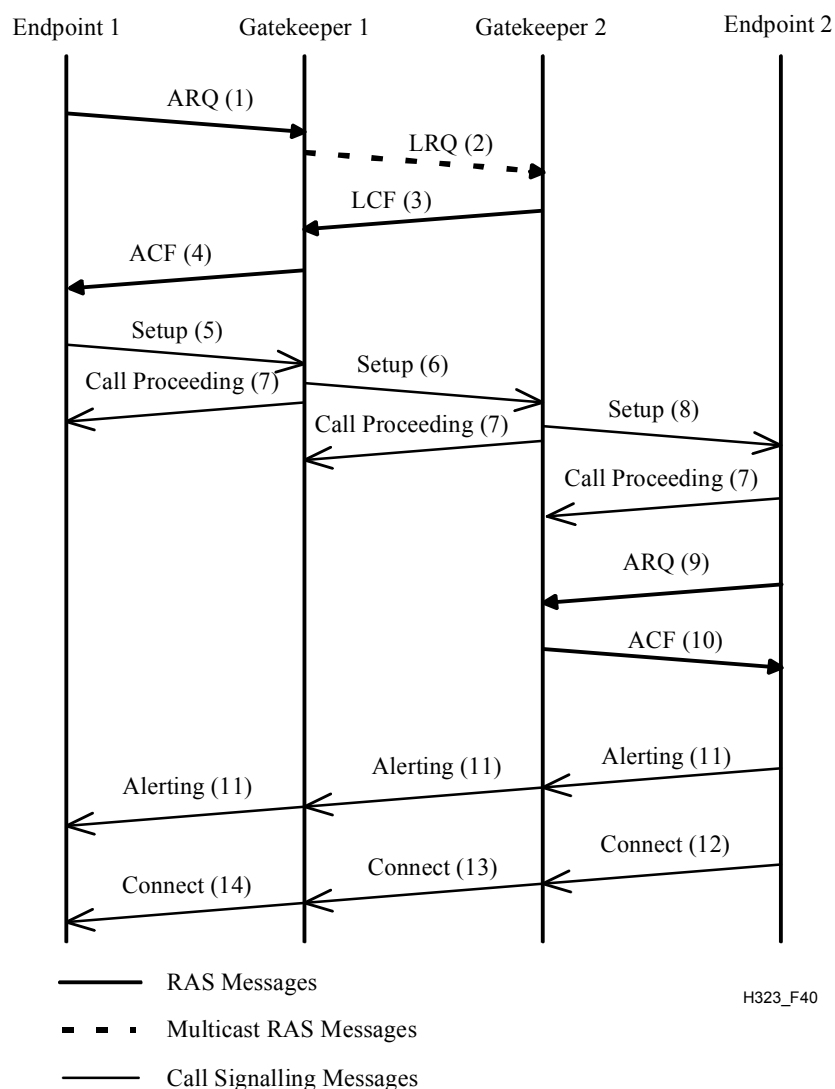 Endpoint 1 Gatekeeper 1 Gatekeeper 2 Endpoint 2
ARQ (1)
LRQ (2)
LCF (3)
ACF (4)
Setup (5)
Setup (6)
Call Proceeding (7)
Setup (8)
Call Proceeding (7)
Call Proceeding (7)
ARQ (9)
ACF (10)
Alerting (11)
Alerting (11)
Alerting (11)
Connect (12)
Connect (13)
Connect (14)
RAS Messages
H323_F40
Multicast RAS Messages
Call Signalling Messages